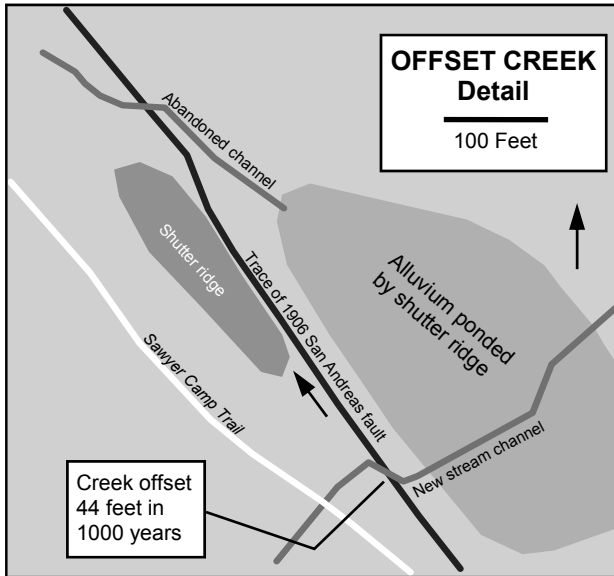 OFFSET CREEK
Detail
100 Feet
Abandoned channel
Shutter ridge
Trace of 1906 San Andreas fault
Alluvium ponded
by shutter ridge
Sawyer Camp Trail
New stream channel
Creek offset
44 feet in
1000 years